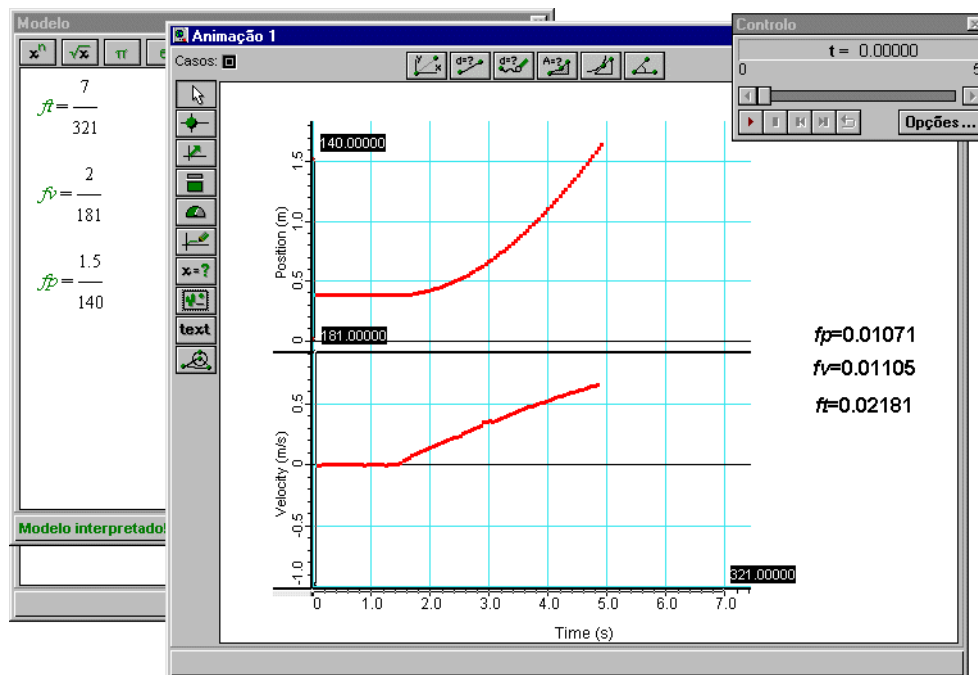 Modelo
xⁿ √x π
ft = 7/321
fv = 2/181
fp = 1.5/140
Modelo interpretado!
Animação 1
Casos:
Y x d=? d=? A=?
x=?
text
140.00000
Position (m)
1.5
1.0
0.5
0
181.00000
Velocity (m/s)
0.5
0
-0.5
-1.0
321.00000
0 1.0 2.0 3.0 4.0 5.0 6.0 7.0
Time (s)
fp=0.01071
fv=0.01105
ft=0.02181
Controlo
t = 0.00000
0 5
Opções...